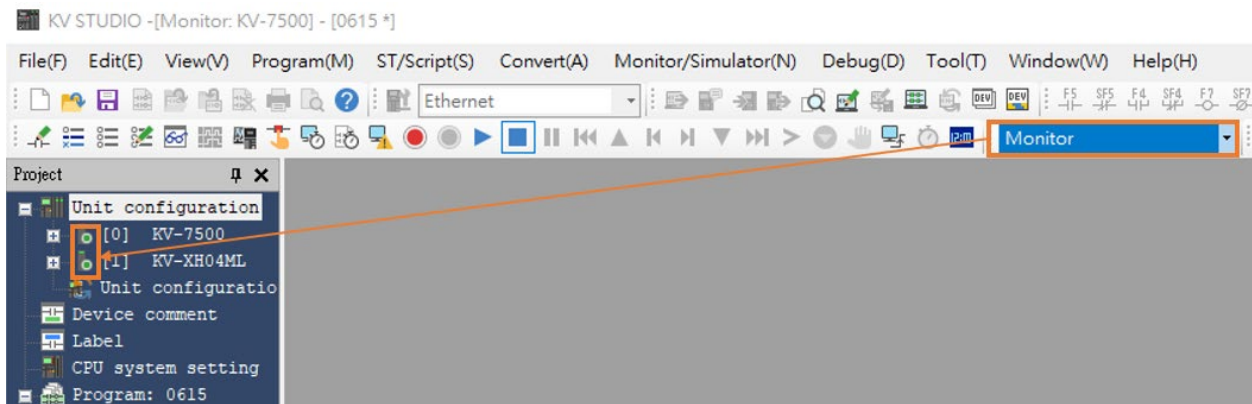 KV STUDIO -[Monitor: KV-7500] - [0615 *]
File(F) Edit(E) View(V) Program(M) ST/Script(S) Convert(A) Monitor/Simulator(N) Debug(D) Tool(T) Window(W) Help(H)
Ethernet DEV DEV F5 SF5 F4 SF4 F7 SF7
Monitor
Project
Unit configuration
[0] KV-7500
[1] KV-XH04ML
Unit configuratio
Device comment
Label
CPU system setting
Program: 0615